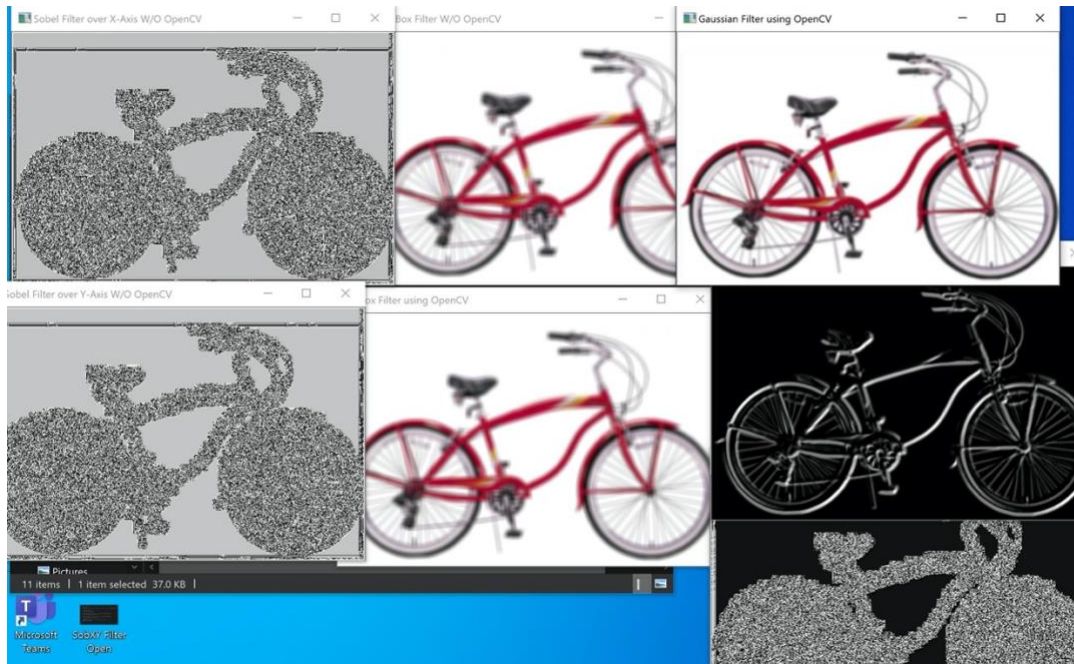 Sobel Filter over X-Axis W/O OpenCV
Box Filter W/O OpenCV
Gaussian Filter using OpenCV
Sobel Filter over Y-Axis W/O OpenCV
ox Filter using OpenCV
Pictures
11 items | 1 item selected 37.0 KB |
Microsoft
Teams
SobXY Filter
Open